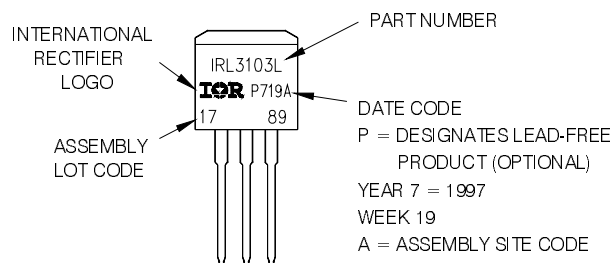 INTERNATIONAL
RECTIFIER
LOGO
PART NUMBER
IRL3103L
IOR P719A
17 89
ASSEMBLY
LOT CODE
DATE CODE
P = DESIGNATES LEAD-FREE
PRODUCT (OPTIONAL)
YEAR 7 = 1997
WEEK 19
A = ASSEMBLY SITE CODE